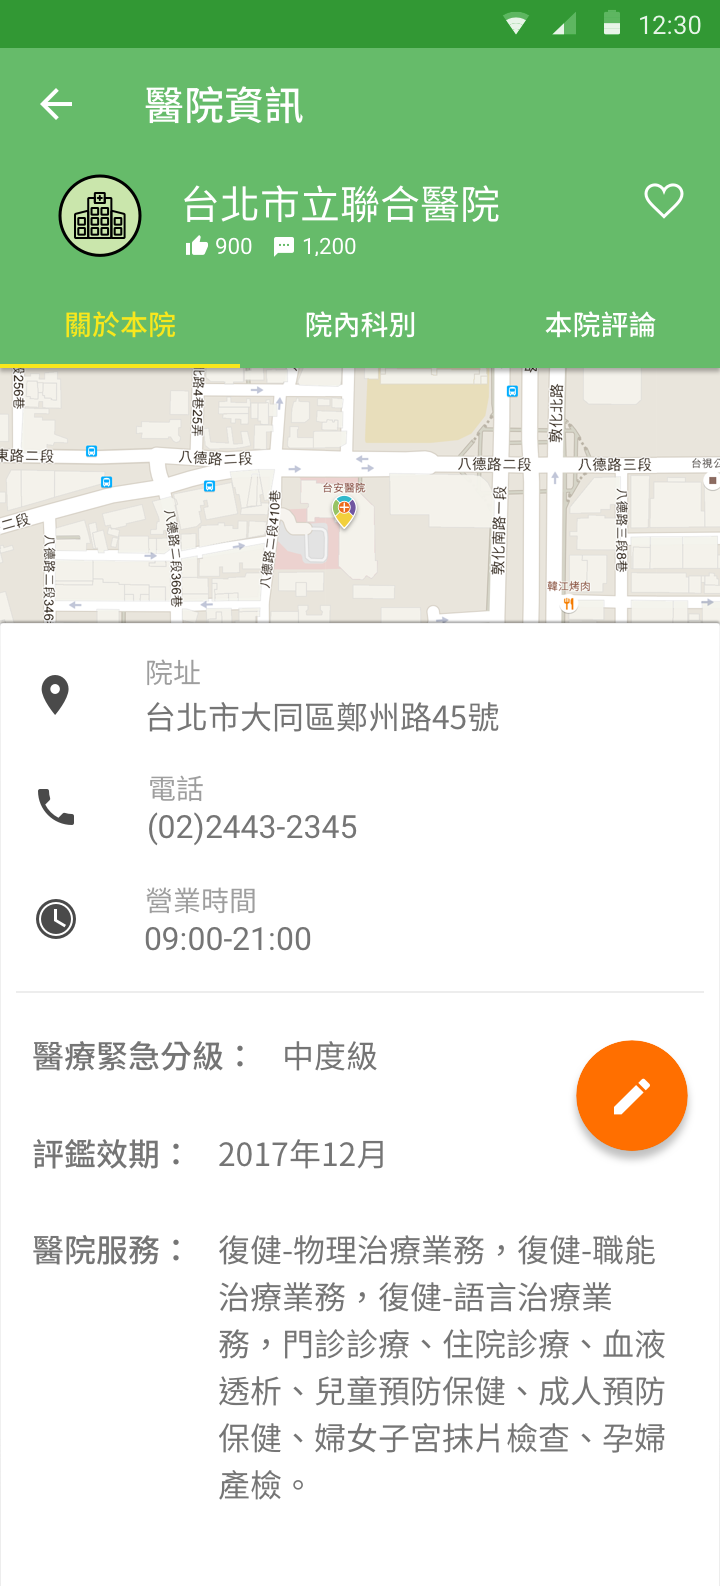 12:30
醫院資訊
台北市立聯合醫院
900 1,200
關於本院 院內科別 本院評論
段256巷
北路4巷25弄
敦化北路
東路二段
八德路二段
八德路二段
八德路三段
台視公
二段
台安醫院
八德路二段346
八德路二段366巷
八德路二段410巷
敦化南路一段
八德路三段8巷
韓江烤肉
院址
台北市大同區鄭州路45號
電話
(02)2443-2345
營業時間
09:00-21:00
醫療緊急分級： 中度級
評鑑效期： 2017年12月
醫院服務： 復健-物理治療業務，復健-職能
治療業務，復健-語言治療業
務，門診診療、住院診療、血液
透析、兒童預防保健、成人預防
保健、婦女子宮抹片檢查、孕婦
產檢。